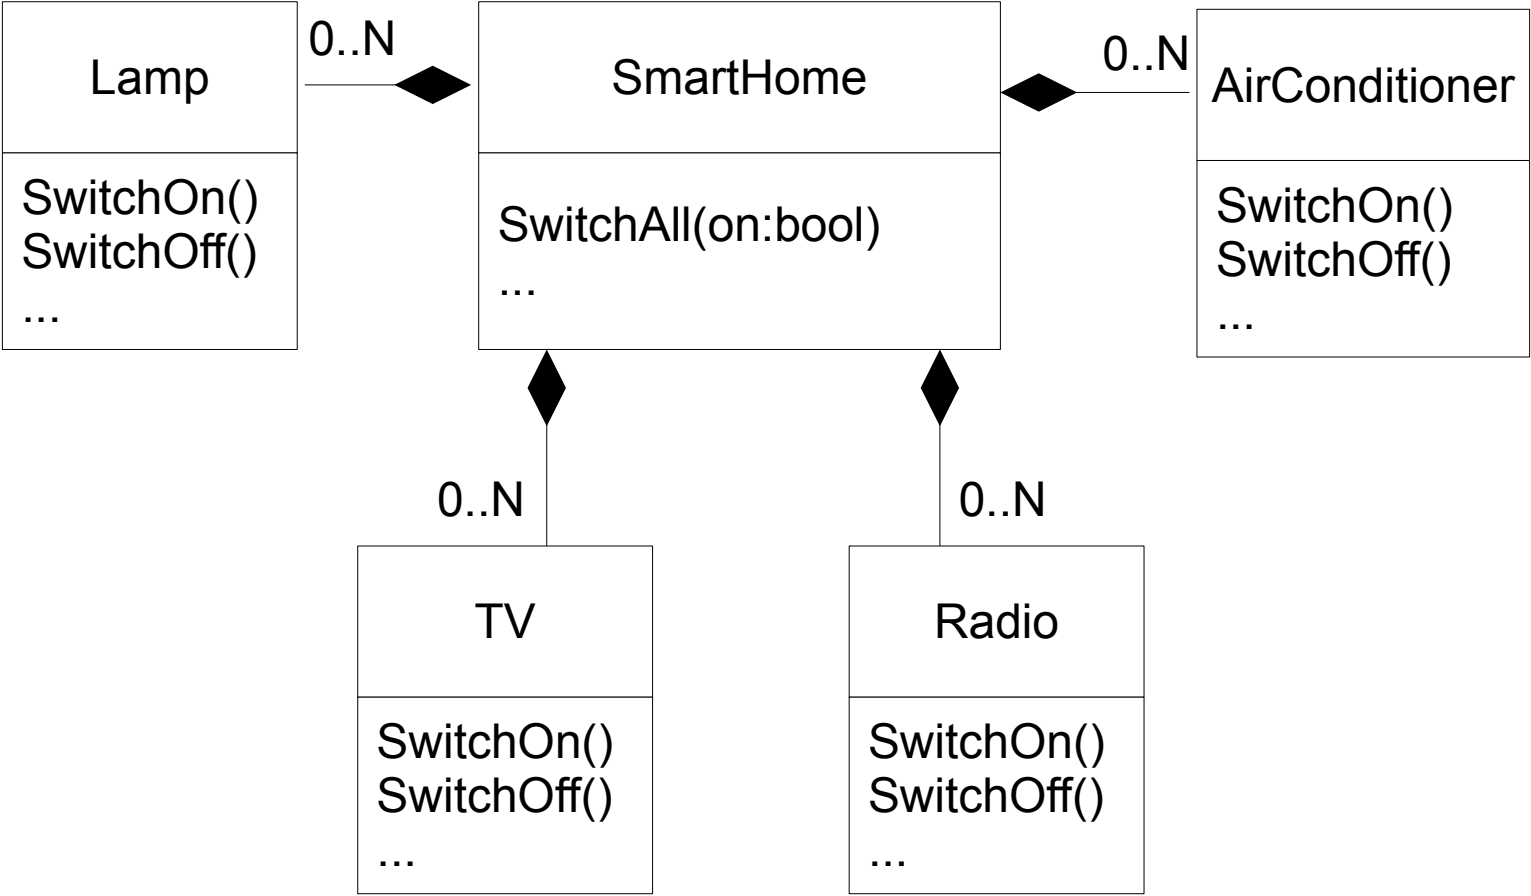 Lamp
SwitchOn()
SwitchOff()
...
0..N
SmartHome
SwitchAll(on:bool)
...
0..N
AirConditioner
SwitchOn()
SwitchOff()
...
0..N
TV
SwitchOn()
SwitchOff()
...
0..N
Radio
SwitchOn()
SwitchOff()
...